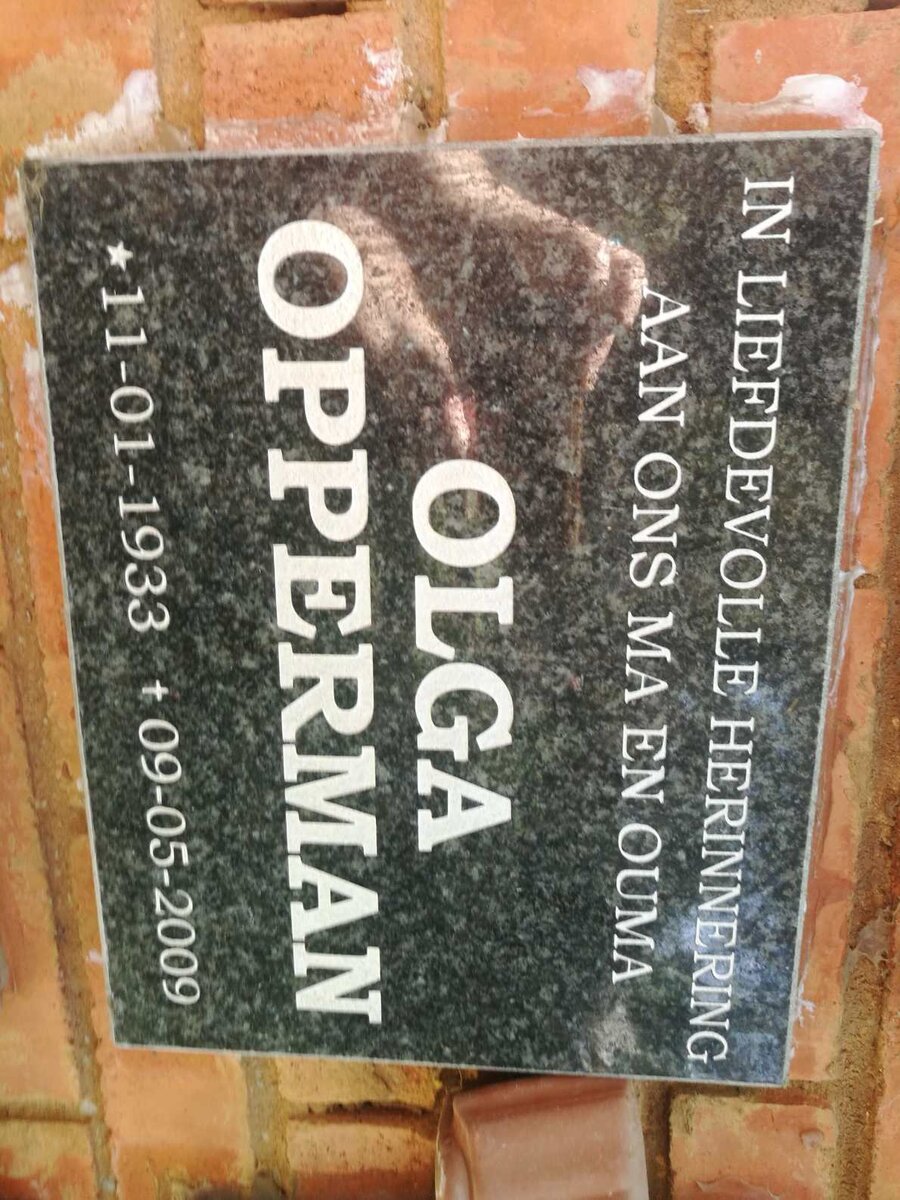 IN LIEFDEVOLLE HERINNERING
AAN ONS MA EN OUMA
OLGA
OPPERMAN
★11-01-1933 + 09-05-2009